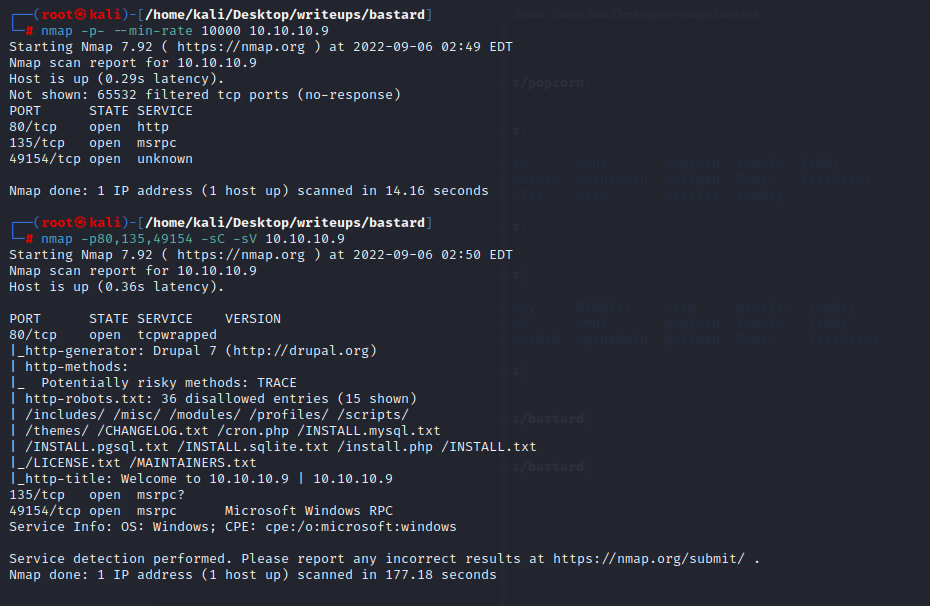 ┌──(root㉿kali)-[/home/kali/Desktop/writeups/bastard]
└─# nmap -p- --min-rate 10000 10.10.10.9
Starting Nmap 7.92 ( https://nmap.org ) at 2022-09-06 02:49 EDT
Nmap scan report for 10.10.10.9
Host is up (0.29s latency).
Not shown: 65532 filtered tcp ports (no-response)
PORT      STATE SERVICE
80/tcp    open  http
135/tcp   open  msrpc
49154/tcp open  unknown
Nmap done: 1 IP address (1 host up) scanned in 14.16 seconds
┌──(root㉿kali)-[/home/kali/Desktop/writeups/bastard]
└─# nmap -p80,135,49154 -sC -sV 10.10.10.9
Starting Nmap 7.92 ( https://nmap.org ) at 2022-09-06 02:50 EDT
Nmap scan report for 10.10.10.9
Host is up (0.36s latency).
PORT      STATE SERVICE    VERSION
80/tcp    open  tcpwrapped
|_http-generator: Drupal 7 (http://drupal.org)
| http-methods:
|_  Potentially risky methods: TRACE
| http-robots.txt: 36 disallowed entries (15 shown)
| /includes/ /misc/ /modules/ /profiles/ /scripts/
| /themes/ /CHANGELOG.txt /cron.php /INSTALL.mysql.txt
| /INSTALL.pgsql.txt /INSTALL.sqlite.txt /install.php /INSTALL.txt
|_/LICENSE.txt /MAINTAINERS.txt
|_http-title: Welcome to 10.10.10.9 | 10.10.10.9
135/tcp   open  msrpc?
49154/tcp open  msrpc      Microsoft Windows RPC
Service Info: OS: Windows; CPE: cpe:/o:microsoft:windows
Service detection performed. Please report any incorrect results at https://nmap.org/submit/ .
Nmap done: 1 IP address (1 host up) scanned in 177.18 seconds